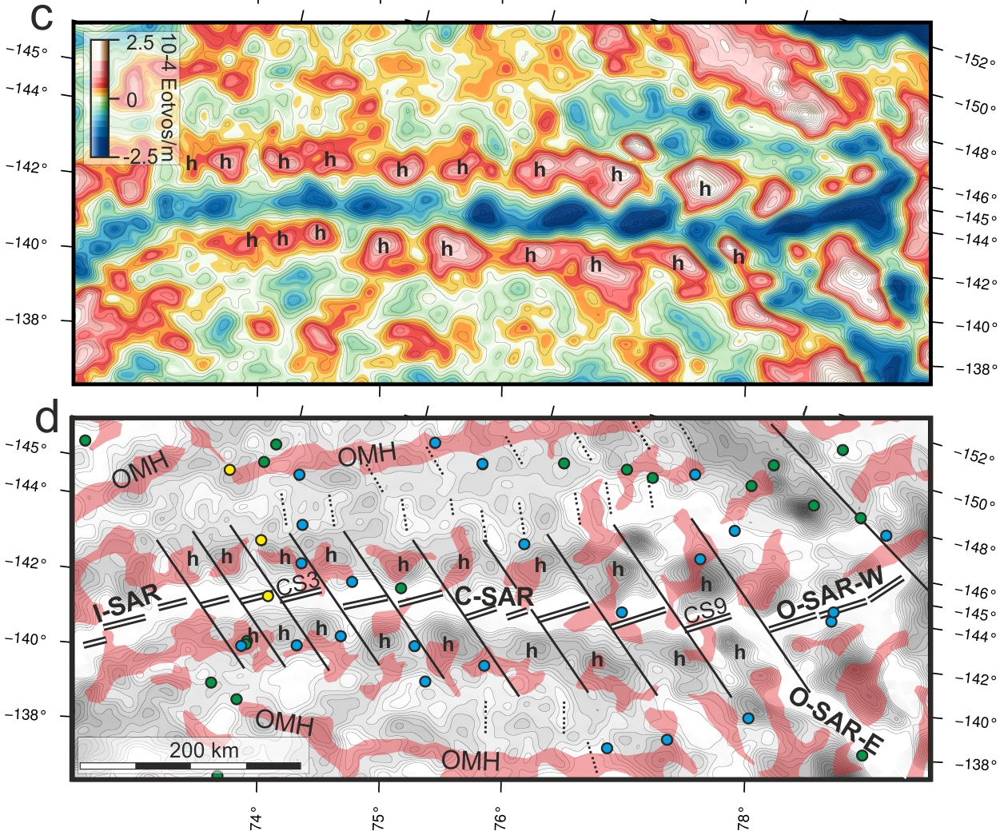 c
2.5
0
-2.5
10-4 Eotvos/m
−145°
−144°
−142°
−140°
−138°
−152°
−150°
−148°
−146°
−145°
−144°
−142°
−140°
−138°
h h h h h h h h h
h h h h h h h h h
d
−145°
−144°
−142°
−140°
−138°
−152°
−150°
−148°
−146°
−145°
−144°
−142°
−140°
−138°
OMH
OMH
h h h h h h h h h
I-SAR
CS3
C-SAR
CS9
O-SAR-W
h h h h h h h h h
O-SAR-E
OMH
OMH
200 km
74°
75°
76°
78°